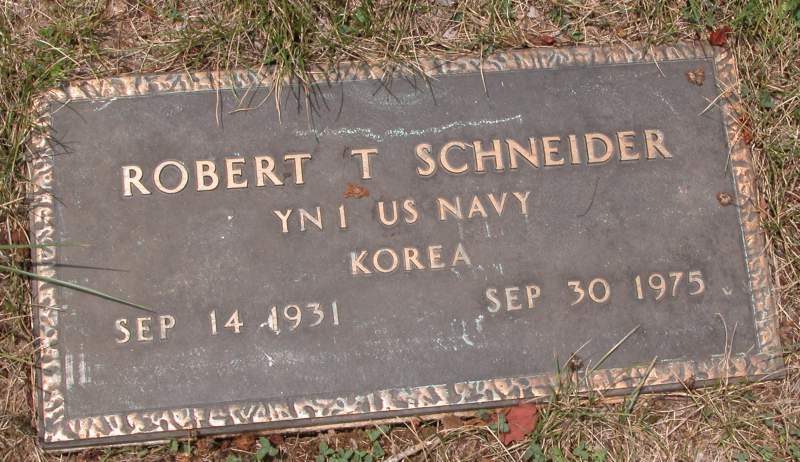 ROBERT T SCHNEIDER
YN1 US NAVY
KOREA
SEP 14 1931 SEP 30 1975